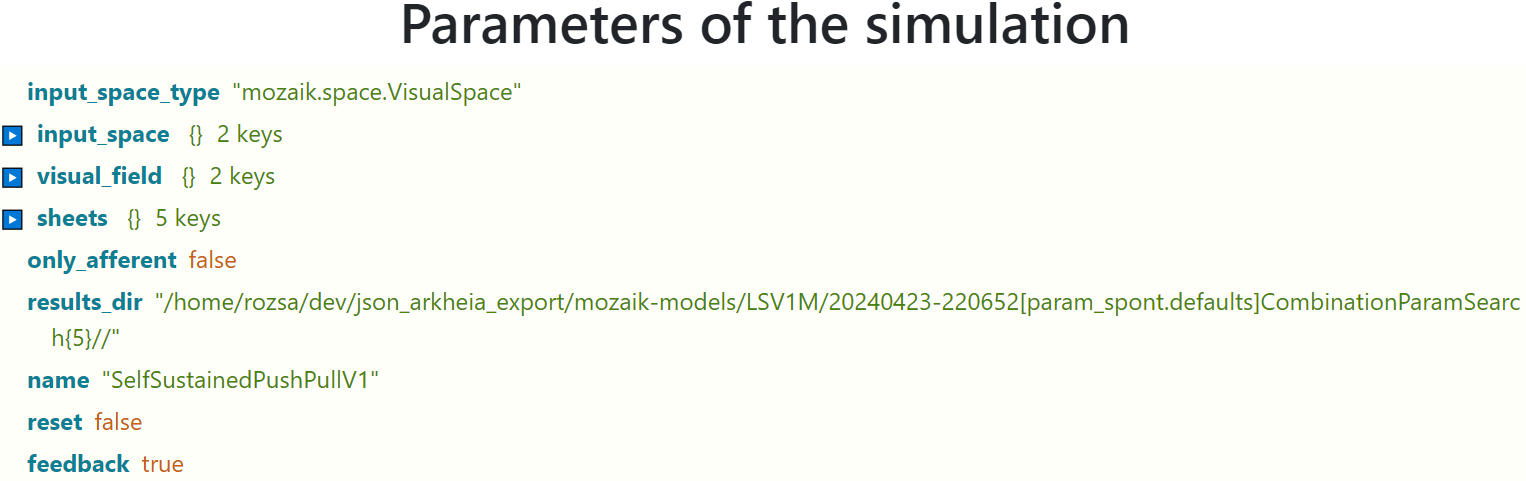 Parameters of the simulation
input_space_type "mozaik.space.VisualSpace"
input_space {} 2 keys
visual_field {} 2 keys
sheets {} 5 keys
only_afferent false
results_dir "/home/rozsa/dev/json_arkheia_export/mozaik-models/LSV1M/20240423-220652[param_spont.defaults]CombinationParamSearc
h{5}//"
name "SelfSustainedPushPullV1"
reset false
feedback true